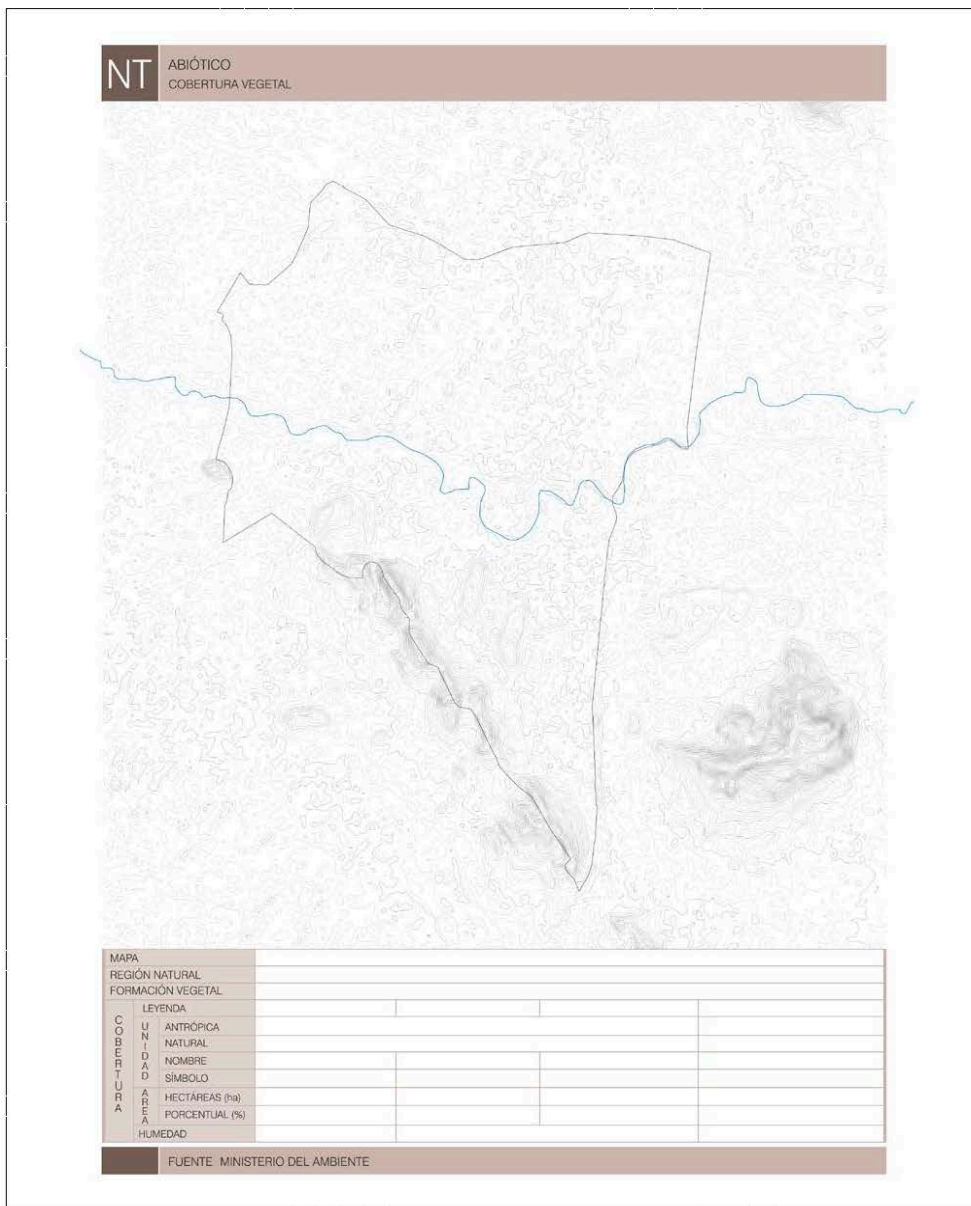 NT
ABIÓTICO
COBERTURA VEGETAL
MAPA
REGIÓN NATURAL
FORMACIÓN VEGETAL
COBERTURA
LEYENDA
UNIDAD
ANTRÓPICA
NATURAL
NOMBRE
SÍMBOLO
AREA
HECTÁREAS (ha)
PORCENTUAL (%)
HUMEDAD
FUENTE MINISTERIO DEL AMBIENTE